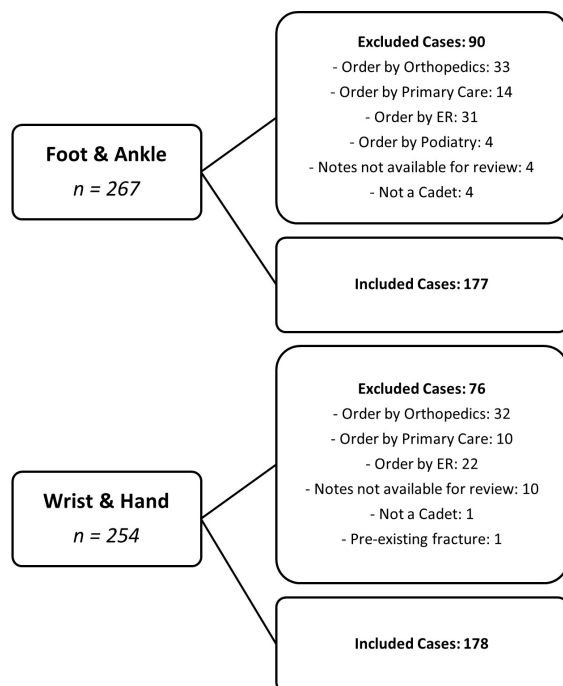 Foot & Ankle
n = 267
Excluded Cases: 90
- Order by Orthopedics: 33
- Order by Primary Care: 14
- Order by ER: 31
- Order by Podiatry: 4
- Notes not available for review: 4
- Not a Cadet: 4
Included Cases: 177
Wrist & Hand
n = 254
Excluded Cases: 76
- Order by Orthopedics: 32
- Order by Primary Care: 10
- Order by ER: 22
- Notes not available for review: 10
- Not a Cadet: 1
- Pre-existing fracture: 1
Included Cases: 178